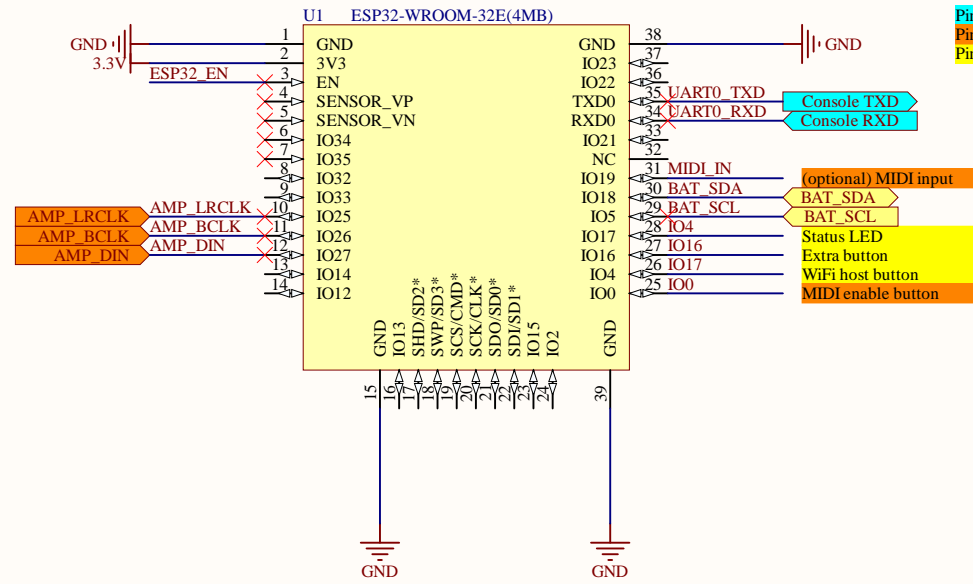 U1 ESP32-WROOM-32E(4MB)
GND 1 GND
3.3V 2 3V3
ESP32_EN 3 EN
4 SENSOR_VP
5 SENSOR_VN
6 IO34
7 IO35
8 IO32
9 IO33
AMP_LRCLK AMP_LRCLK 10 IO25
AMP_BCLK AMP_BCLK 11 IO26
AMP_DIN AMP_DIN 12 IO27
13 IO14
14 IO12
GND 38 GND
IO23 37
IO22 36
TXD0 35 UART0_TXD Console TXD
RXD0 34 UART0_RXD Console RXD
IO21 33
NC 32
IO19 31 MIDI_IN (optional) MIDI input
IO18 30 BAT_SDA BAT_SDA
IO5 29 BAT_SCL BAT_SCL
IO17 28 IO4 Status LED
IO16 27 IO16 Extra button
IO4 26 IO17 WiFi host button
IO0 25 IO0 MIDI enable button
GND 15
IO13 16
SHD/SD2* 17
SWP/SD3* 18
SCS/CMD* 19
SCK/CLK* 20
SDO/SD0* 21
SDI/SD1* 22
IO15 23
IO2 24
GND 39
GND
GND